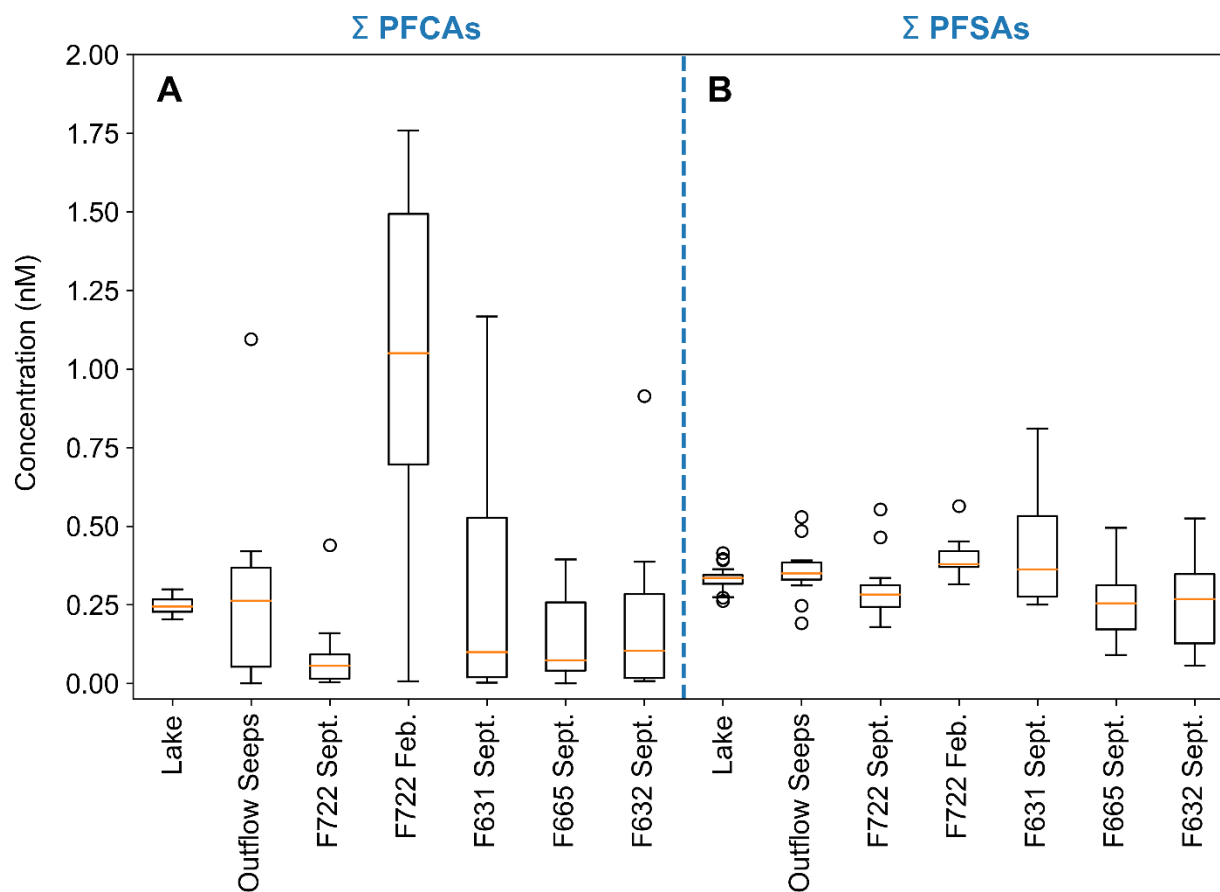 Σ PFCAs
Σ PFSAs
A
B
Concentration (nM)
2.00
1.75
1.50
1.25
1.00
0.75
0.50
0.25
0.00
Lake
Outflow Seeps
F722 Sept.
F722 Feb.
F631 Sept.
F665 Sept.
F632 Sept.
Lake
Outflow Seeps
F722 Sept.
F722 Feb.
F631 Sept.
F665 Sept.
F632 Sept.